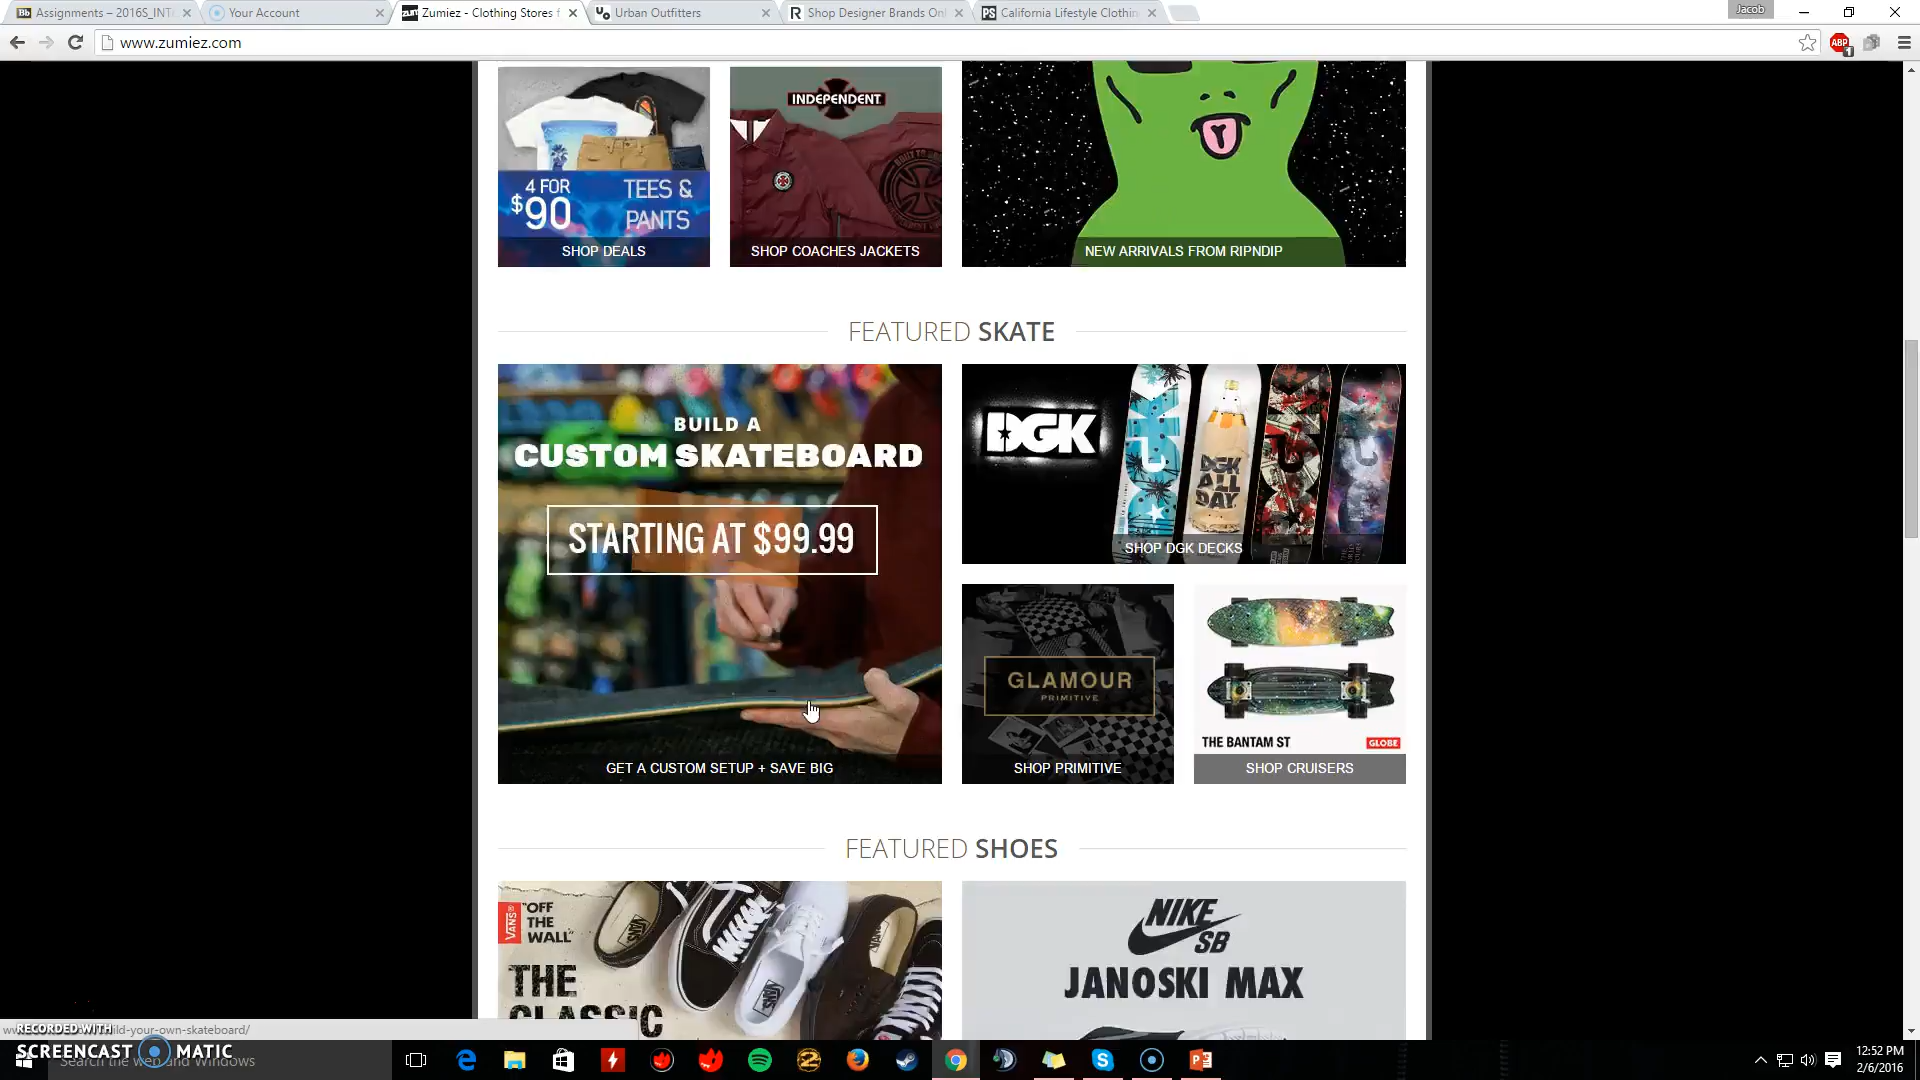 Assignments – 2016S_INT
Your Account
Zumiez - Clothing Stores f
Urban Outfitters
Shop Designer Brands Onl
California Lifestyle Clothin
Jacob
www.zumiez.com
ABP
1
INDEPENDENT
4 FOR
$90
TEES &
PANTS
SHOP DEALS
SHOP COACHES JACKETS
NEW ARRIVALS FROM RIPNDIP
FEATURED SKATE
BUILD A
CUSTOM SKATEBOARD
STARTING AT $99.99
GET A CUSTOM SETUP + SAVE BIG
DGK
DGK
ALL
DAY
SHOP DGK DECKS
GLAMOUR
PRIMITIVE
SHOP PRIMITIVE
THE BANTAM ST
GLOBE
SHOP CRUISERS
FEATURED SHOES
VANS
"OFF
THE
WALL"
THE
CLASSIC
NIKE
SB
JANOSKI MAX
ild-your-own-skateboard/
RECORDED WITH
SCREENCAST MATIC
Search the web and Windows
12:52 PM
2/6/2016